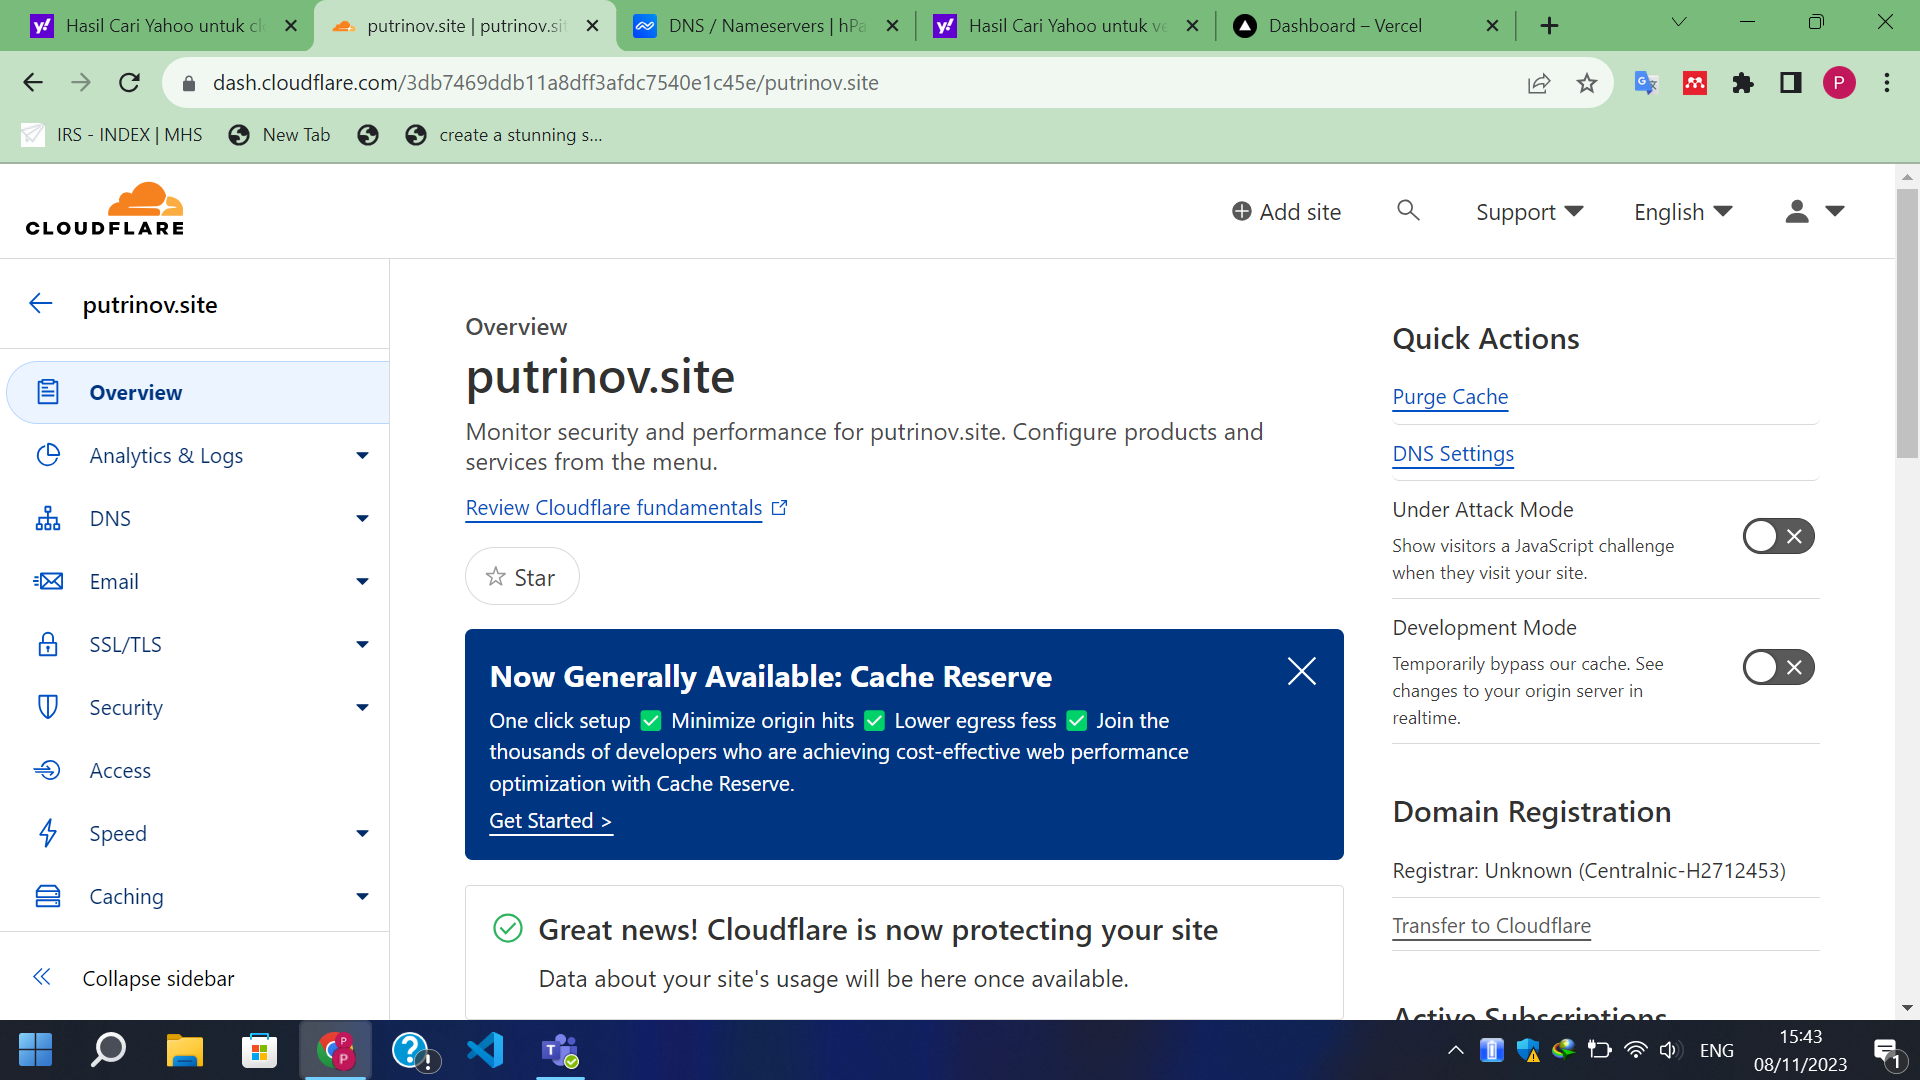 Hasil Cari Yahoo untuk cl
putrinov.site | putrinov.sit
DNS / Nameservers | hPa
Hasil Cari Yahoo untuk ve
Dashboard – Vercel
dash.cloudflare.com/3db7469ddb11a8dff3afdc7540e1c45e/putrinov.site
P
IRS - INDEX | MHS
New Tab
create a stunning s...
CLOUDFLARE
Add site
Support
English
putrinov.site
Overview
Analytics & Logs
DNS
Email
SSL/TLS
Security
Access
Speed
Caching
Collapse sidebar
Overview
putrinov.site
Monitor security and performance for putrinov.site. Configure products and
services from the menu.
Review Cloudflare fundamentals
Star
Now Generally Available: Cache Reserve
One click setup ✅ Minimize origin hits ✅ Lower egress fess ✅ Join the
thousands of developers who are achieving cost-effective web performance
optimization with Cache Reserve.
Get Started >
Great news! Cloudflare is now protecting your site
Data about your site's usage will be here once available.
Quick Actions
Purge Cache
DNS Settings
Under Attack Mode
Show visitors a JavaScript challenge
when they visit your site.
Development Mode
Temporarily bypass our cache. See
changes to your origin server in
realtime.
Domain Registration
Registrar: Unknown (Centralnic-H2712453)
Transfer to Cloudflare
Active Subscriptions
ENG
15:43
08/11/2023
1